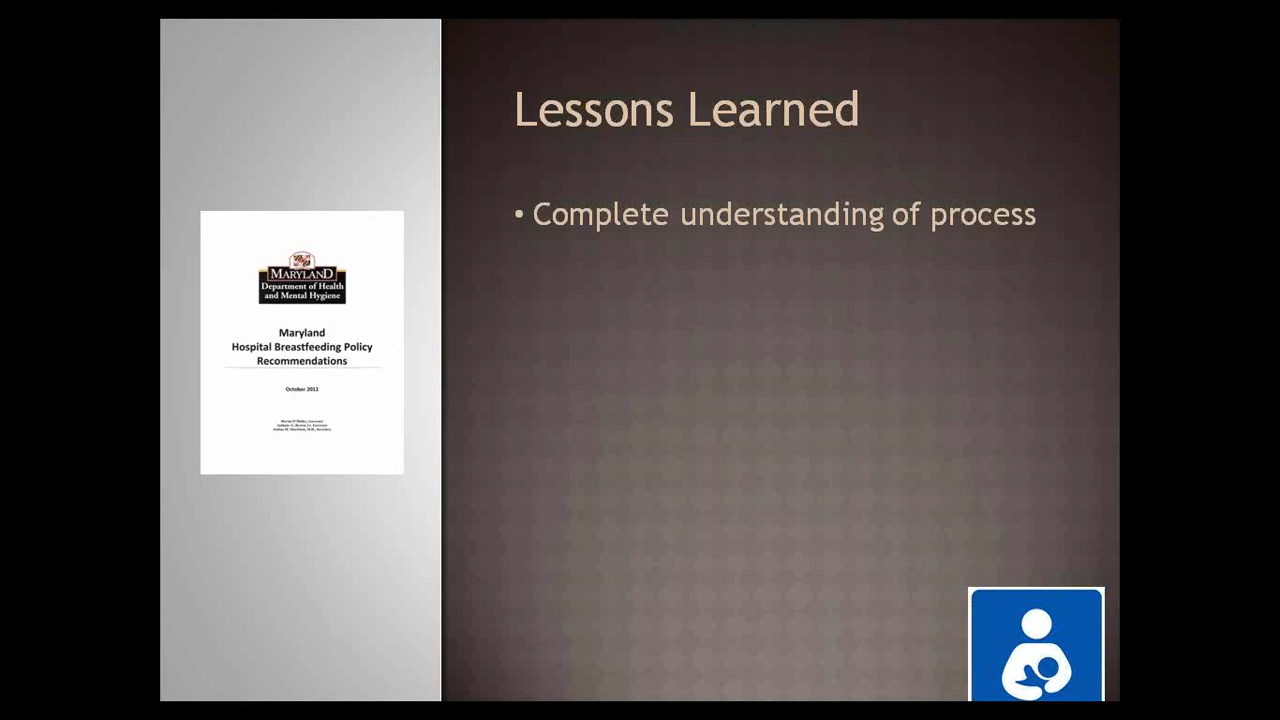 Lessons Learned
• Complete understanding of process
MARYLAND
Department of Health
and Mental Hygiene
Maryland
Hospital Breastfeeding Policy
Recommendations
October 2012